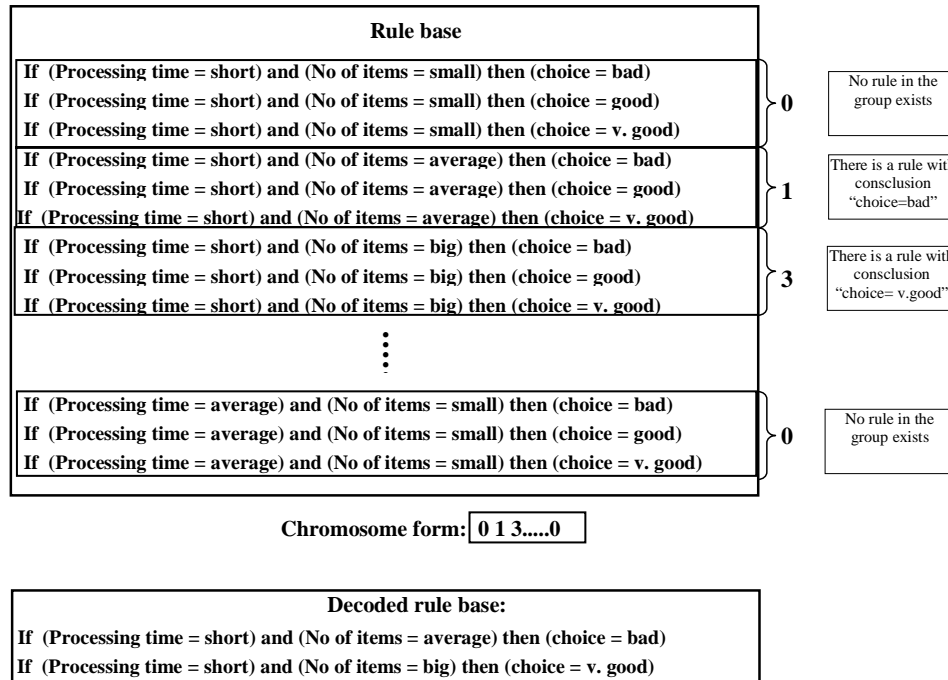 Rule base
If (Processing time = short) and (No of items = small) then (choice = bad)
If (Processing time = short) and (No of items = small) then (choice = good)
If (Processing time = short) and (No of items = small) then (choice = v. good)
0
No rule in the
group exists
If (Processing time = short) and (No of items = average) then (choice = bad)
If (Processing time = short) and (No of items = average) then (choice = good)
If (Processing time = short) and (No of items = average) then (choice = v. good)
1
There is a rule with
consclusion
“choice=bad”
If (Processing time = short) and (No of items = big) then (choice = bad)
If (Processing time = short) and (No of items = big) then (choice = good)
If (Processing time = short) and (No of items = big) then (choice = v. good)
3
There is a rule with
consclusion
“choice= v.good”
If (Processing time = average) and (No of items = small) then (choice = bad)
If (Processing time = average) and (No of items = small) then (choice = good)
If (Processing time = average) and (No of items = small) then (choice = v. good)
0
No rule in the
group exists
Chromosome form: 0 1 3.....0
Decoded rule base:
If (Processing time = short) and (No of items = average) then (choice = bad)
If (Processing time = short) and (No of items = big) then (choice = v. good)